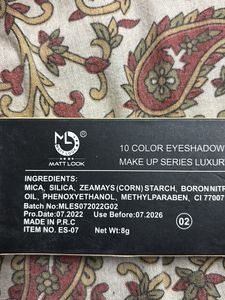 ML
MATT LOOK
10 COLOR EYESHADOW
MAKE UP SERIES LUXUR
INGREDIENTS:
MICA, SILICA, ZEAMAYS (CORN) STARCH, BORONNITR
OIL, PHENOXYETHANOL, METHYLPARABEN, CI 77007
Batch No: MLES072022G02
Pro.Date: 07.2022 Use Before: 07.2026
MADE IN P.R.C
ITEM NO. ES-07 Net Wt: 8g
02